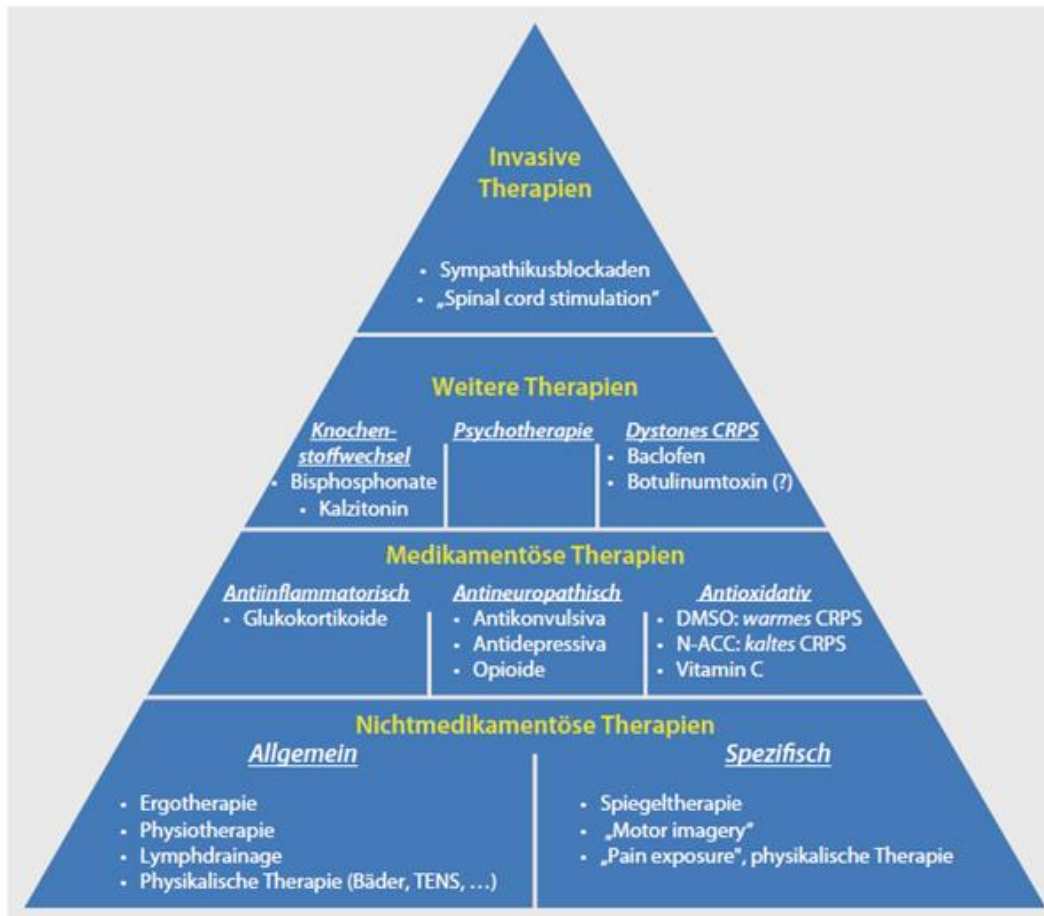 Invasive
Therapien
• Sympathikusblockaden
• „Spinal cord stimulation“
Weitere Therapien
Knochen-
stoffwechsel
• Bisphosphonate
• Kalzitonin
Psychotherapie
Dystones CRPS
• Baclofen
• Botulinumtoxin (?)
Medikamentöse Therapien
Antiinflammatorisch
• Glukokortikoide
Antineuropathisch
• Antikonvulsiva
• Antidepressiva
• Opioide
Antioxidativ
• DMSO: warmes CRPS
• N-ACC: kaltes CRPS
• Vitamin C
Nichtmedikamentöse Therapien
Allgemein
• Ergotherapie
• Physiotherapie
• Lymphdrainage
• Physikalische Therapie (Bäder, TENS, …)
Spezifisch
• Spiegeltherapie
• „Motor imagery“
• „Pain exposure“, physikalische Therapie